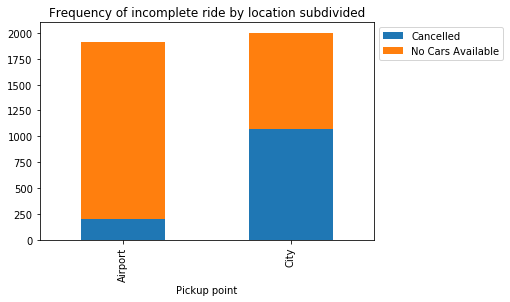 Frequency of incomplete ride by location subdivided
Cancelled
No Cars Available
2000
1750
1500
1250
1000
750
500
250
0
Airport
City
Pickup point